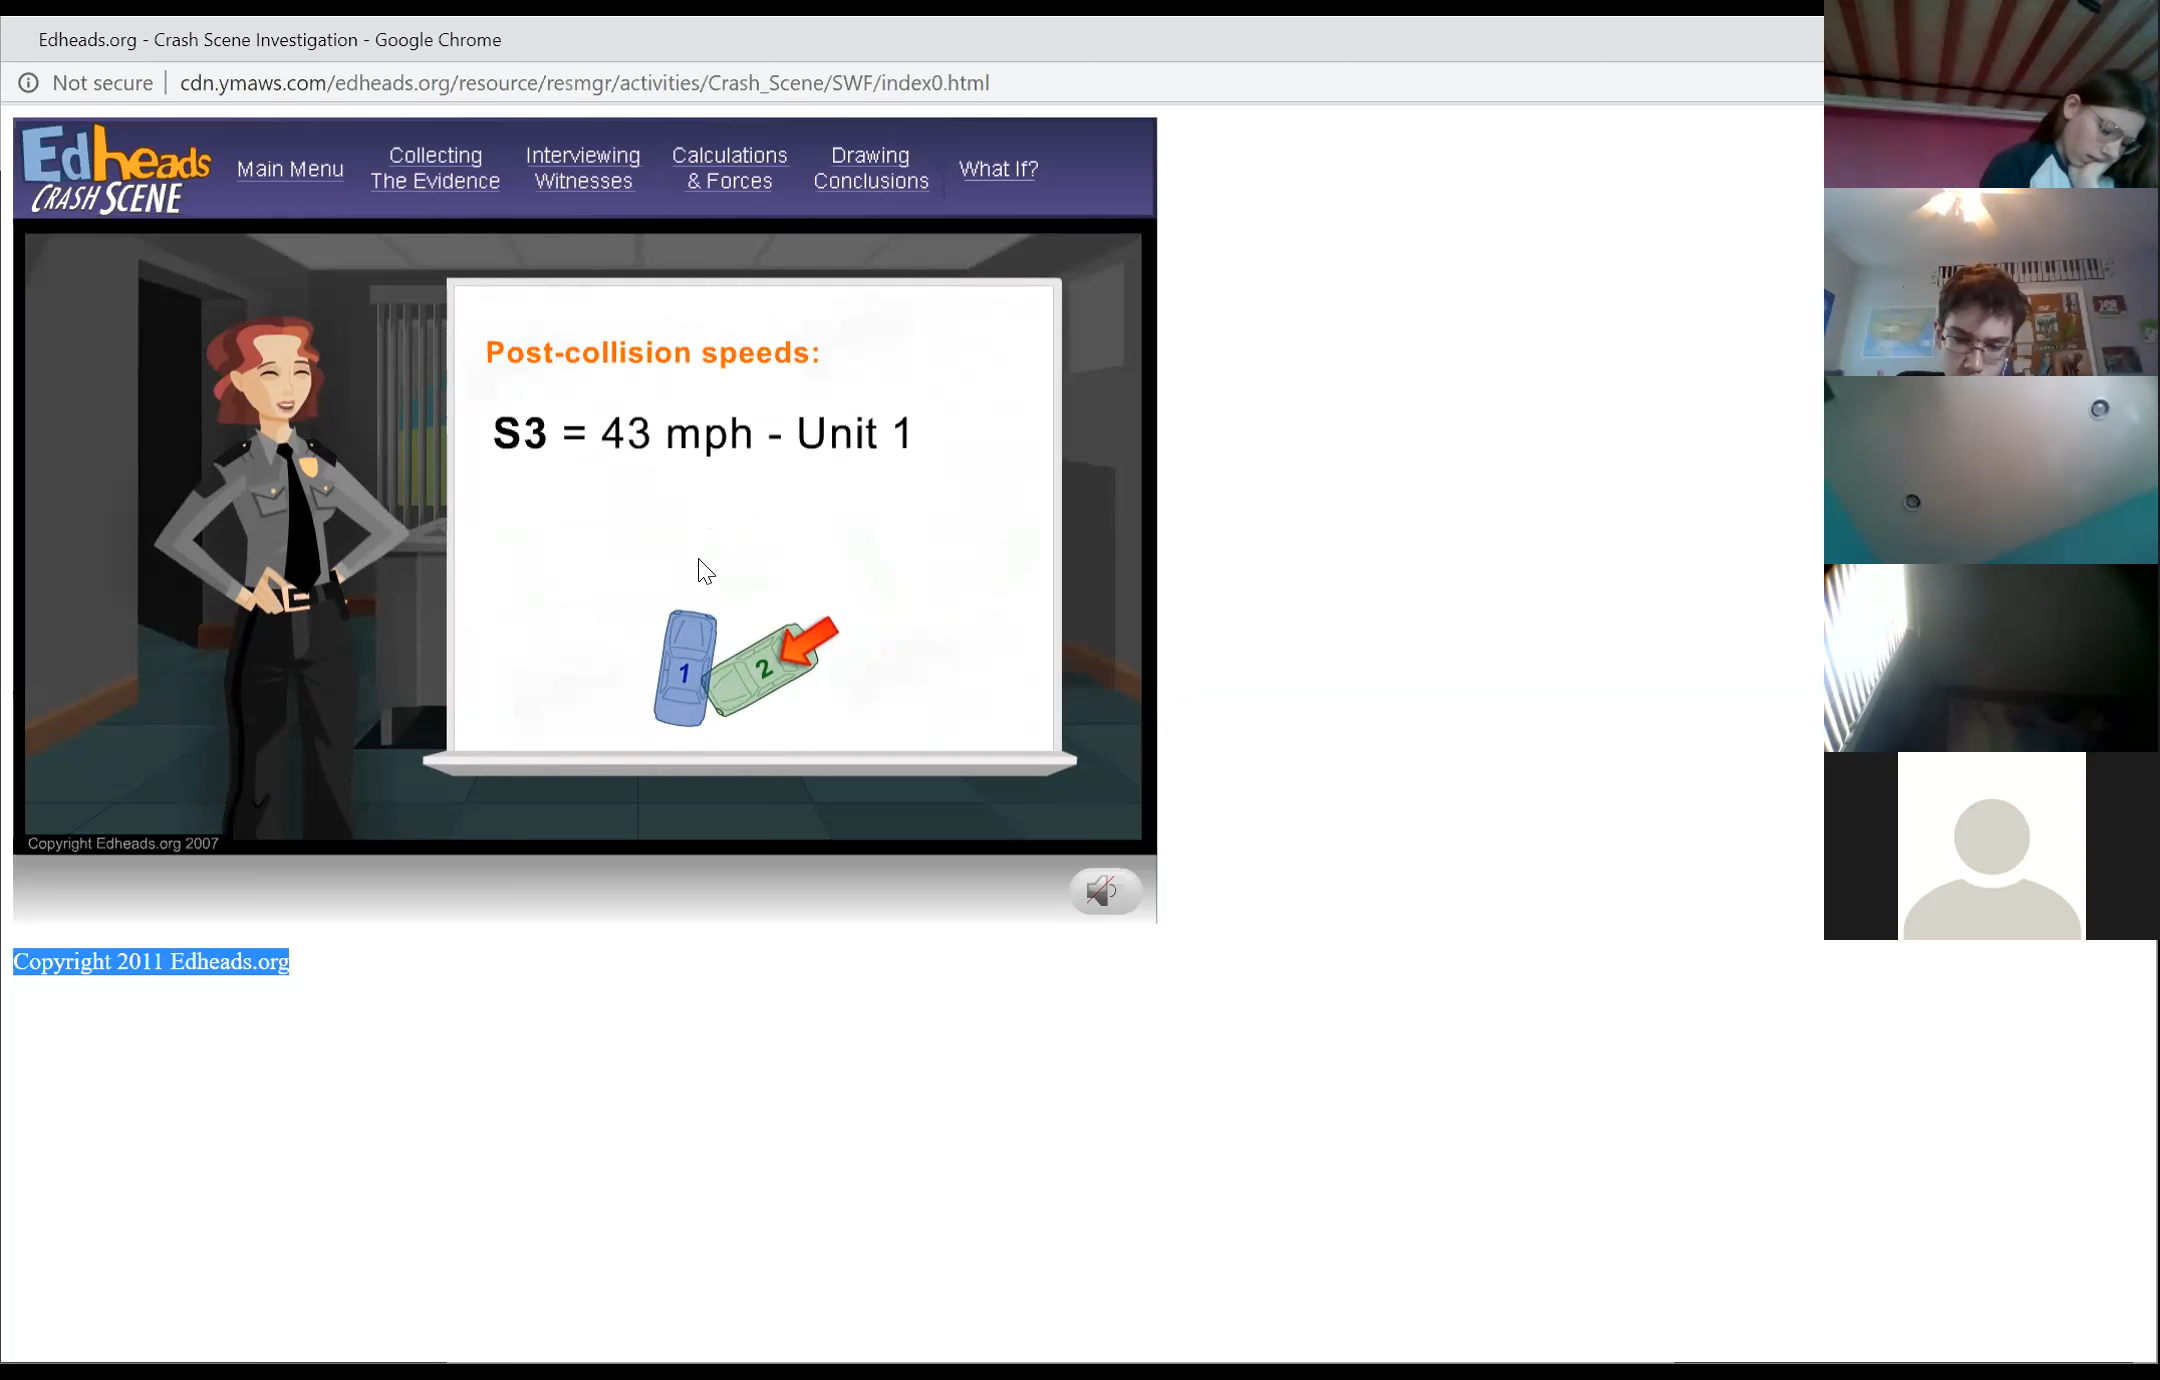 Edheads.org - Crash Scene Investigation - Google Chrome
Not secure cdn.ymaws.com/edheads.org/resource/resmgr/activities/Crash_Scene/SWF/index0.html
Edheads
CRASH SCENE
Main Menu
Collecting
The Evidence
Interviewing
Witnesses
Calculations
& Forces
Drawing
Conclusions
What If?
Post-collision speeds:
S3 = 43 mph - Unit 1
1
2
Copyright Edheads.org 2007
Copyright 2011 Edheads.org